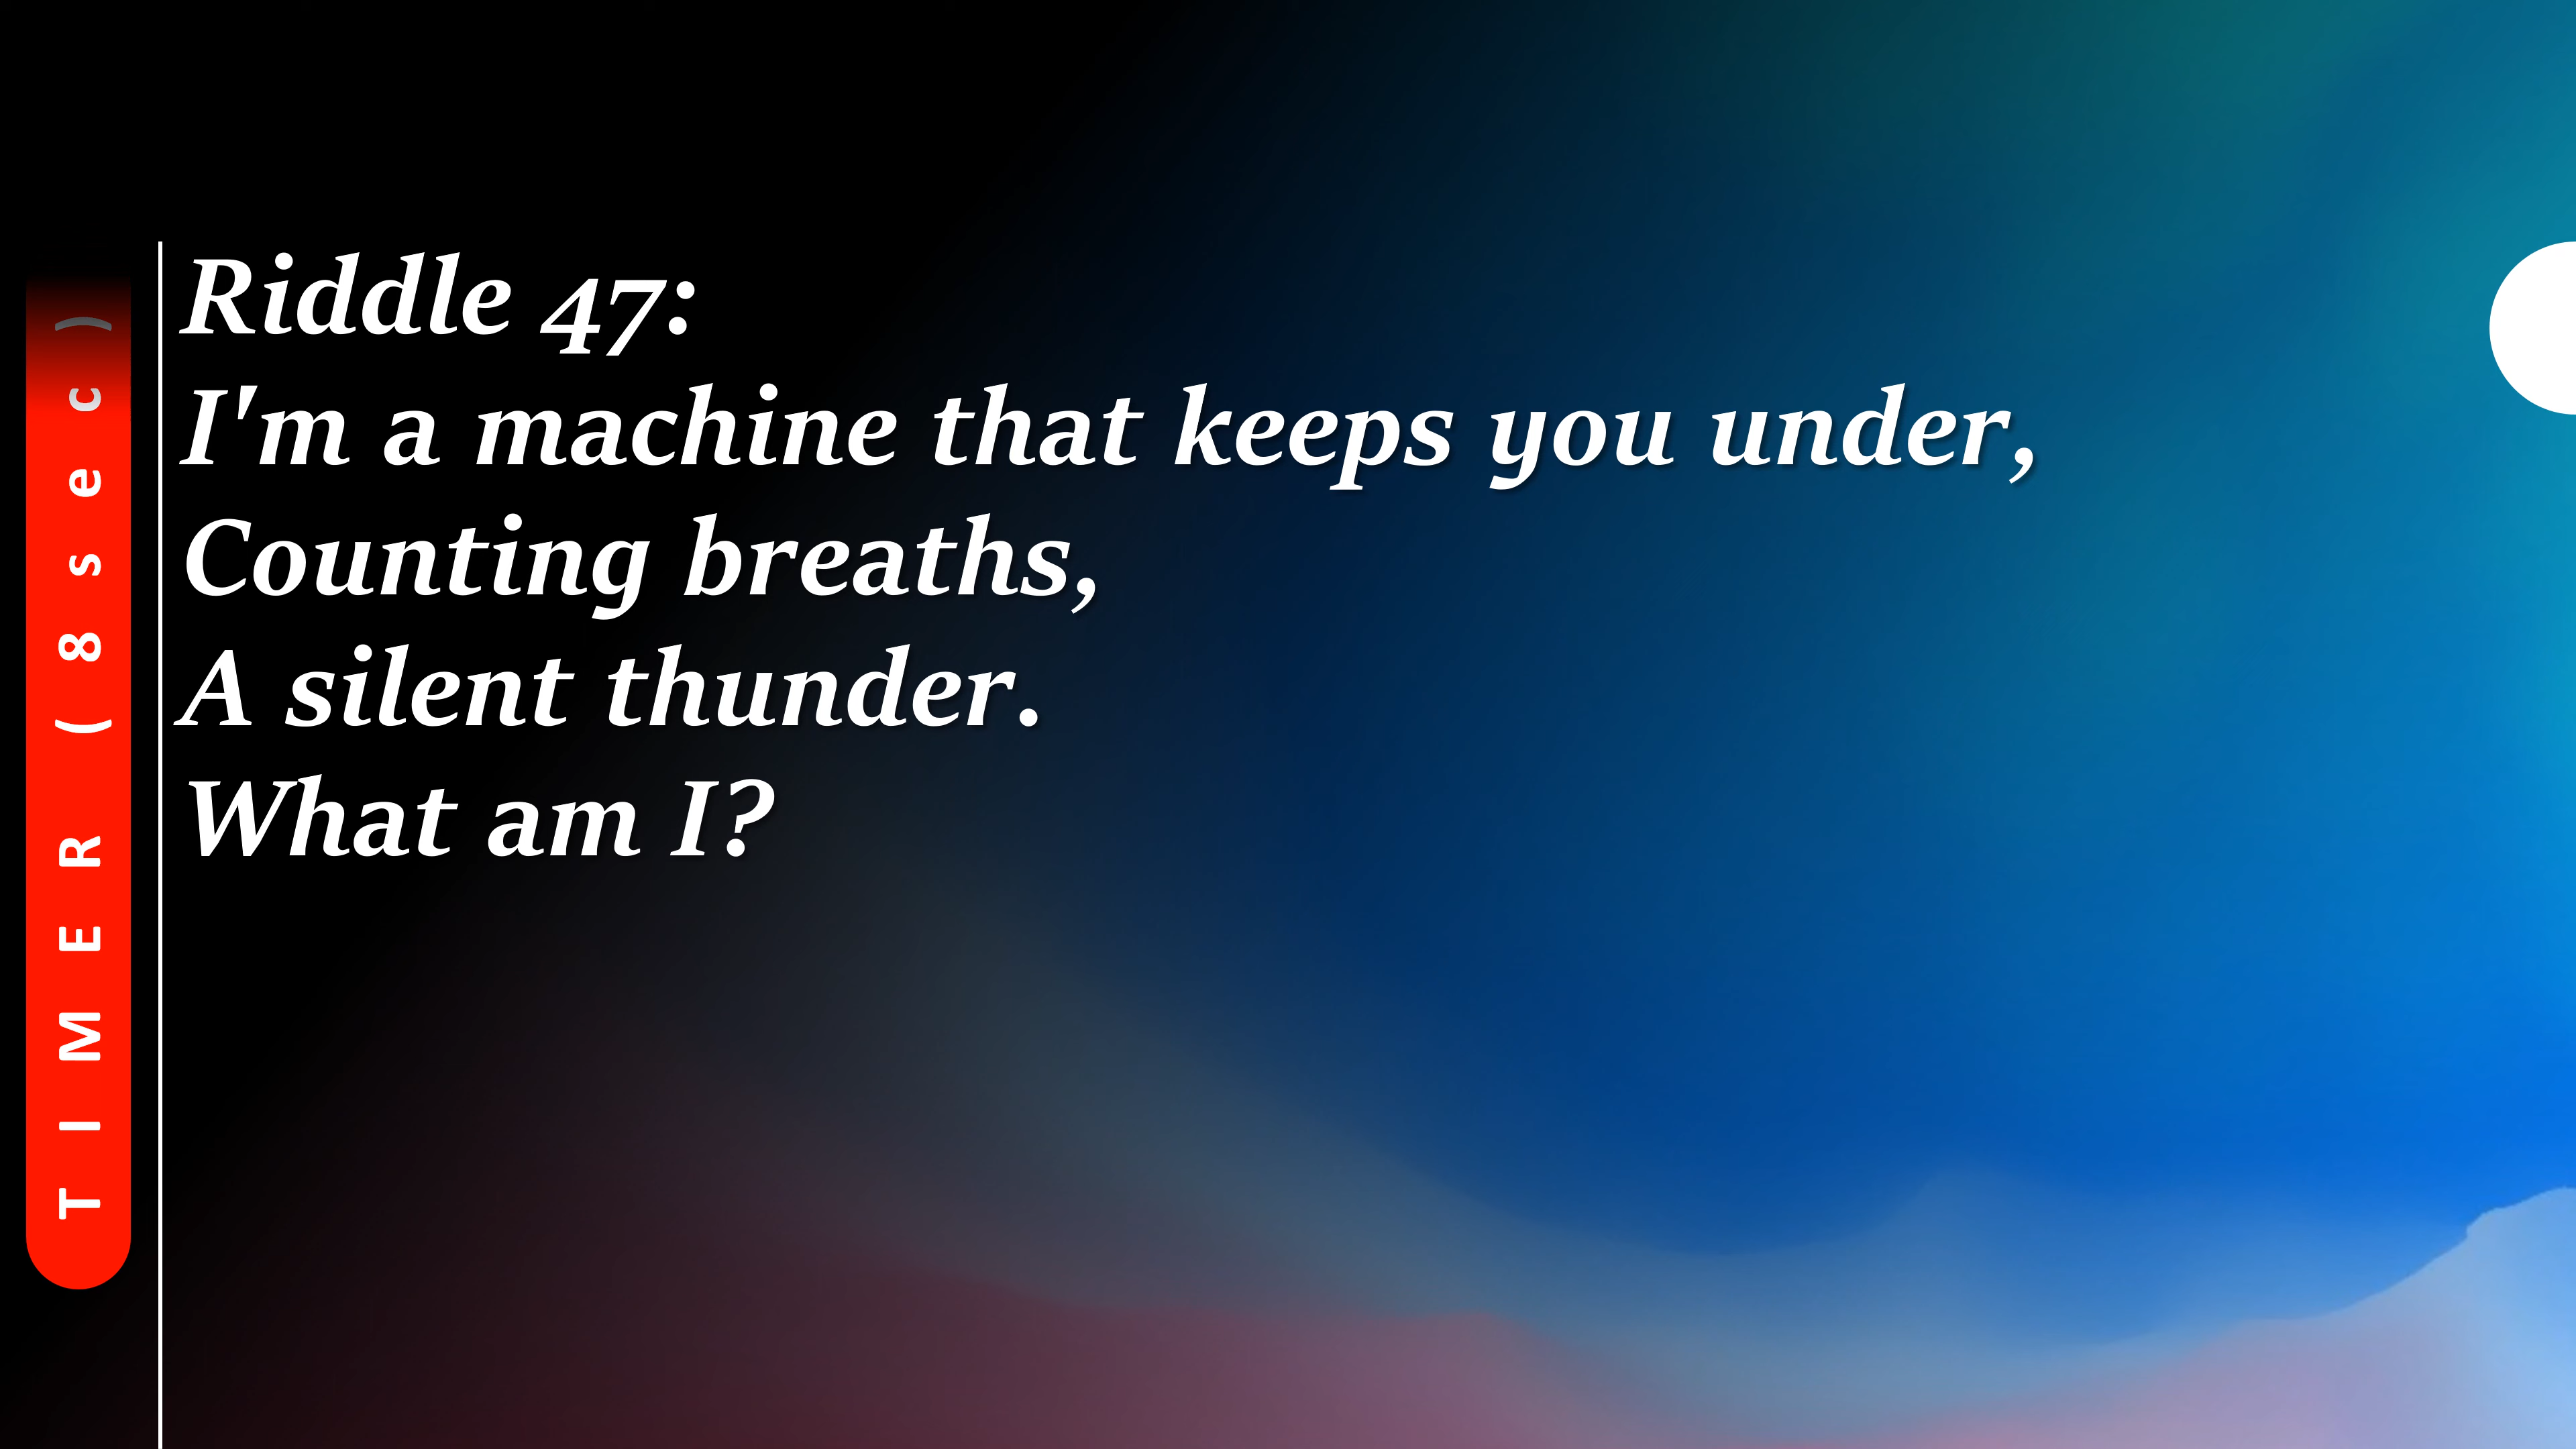 TIMER (8sec)
Riddle 47:
I'm a machine that keeps you under,
Counting breaths,
A silent thunder.
What am I?